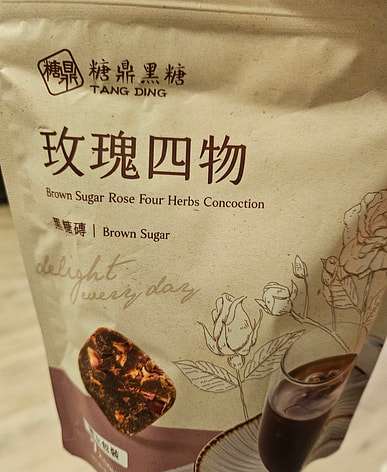 糖鼎
糖鼎黑糖
TANG DING
玫瑰四物
Brown Sugar Rose Four Herbs Concoction
黑糖磚 | Brown Sugar
delight
every day